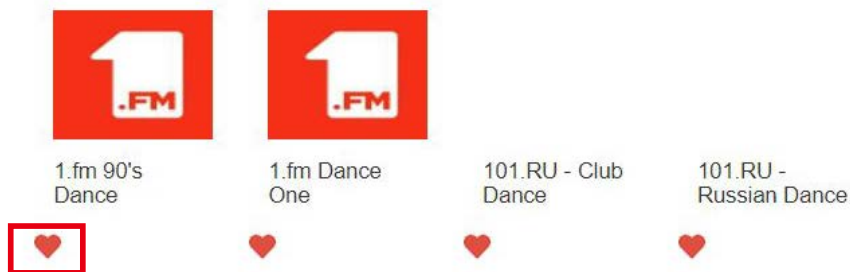 .FM
.FM
1.fm 90's
Dance
1.fm Dance
One
101.RU - Club
Dance
101.RU -
Russian Dance